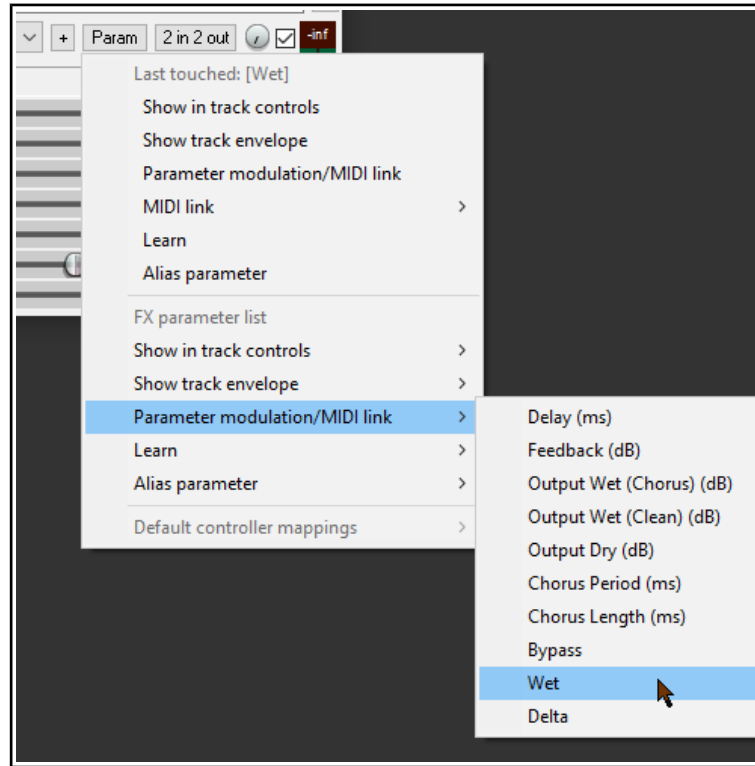 + Param 2 in 2 out -inf
Last touched: [Wet]
Show in track controls
Show track envelope
Parameter modulation/MIDI link
MIDI link
Learn
Alias parameter
FX parameter list
Show in track controls
Show track envelope
Parameter modulation/MIDI link
Learn
Alias parameter
Default controller mappings
Delay (ms)
Feedback (dB)
Output Wet (Chorus) (dB)
Output Wet (Clean) (dB)
Output Dry (dB)
Chorus Period (ms)
Chorus Length (ms)
Bypass
Wet
Delta